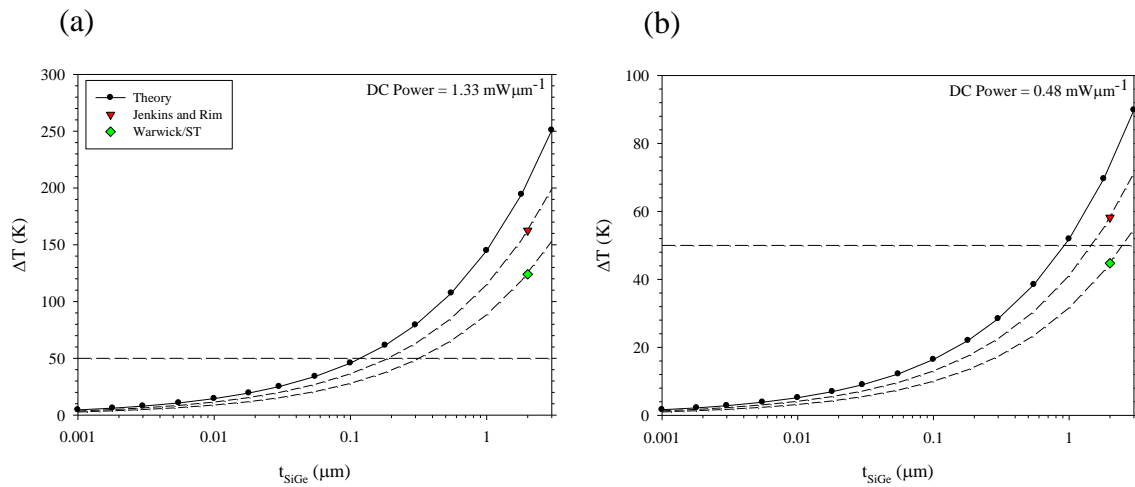 (a)
300
250
200
150
100
50
0
ΔT (K)
Theory
Jenkins and Rim
Warwick/ST
DC Power = 1.33 mWμm⁻¹
0.001
0.01
0.1
1
t_SiGe (μm)
(b)
100
80
60
40
20
0
ΔT (K)
DC Power = 0.48 mWμm⁻¹
0.001
0.01
0.1
1
t_SiGe (μm)